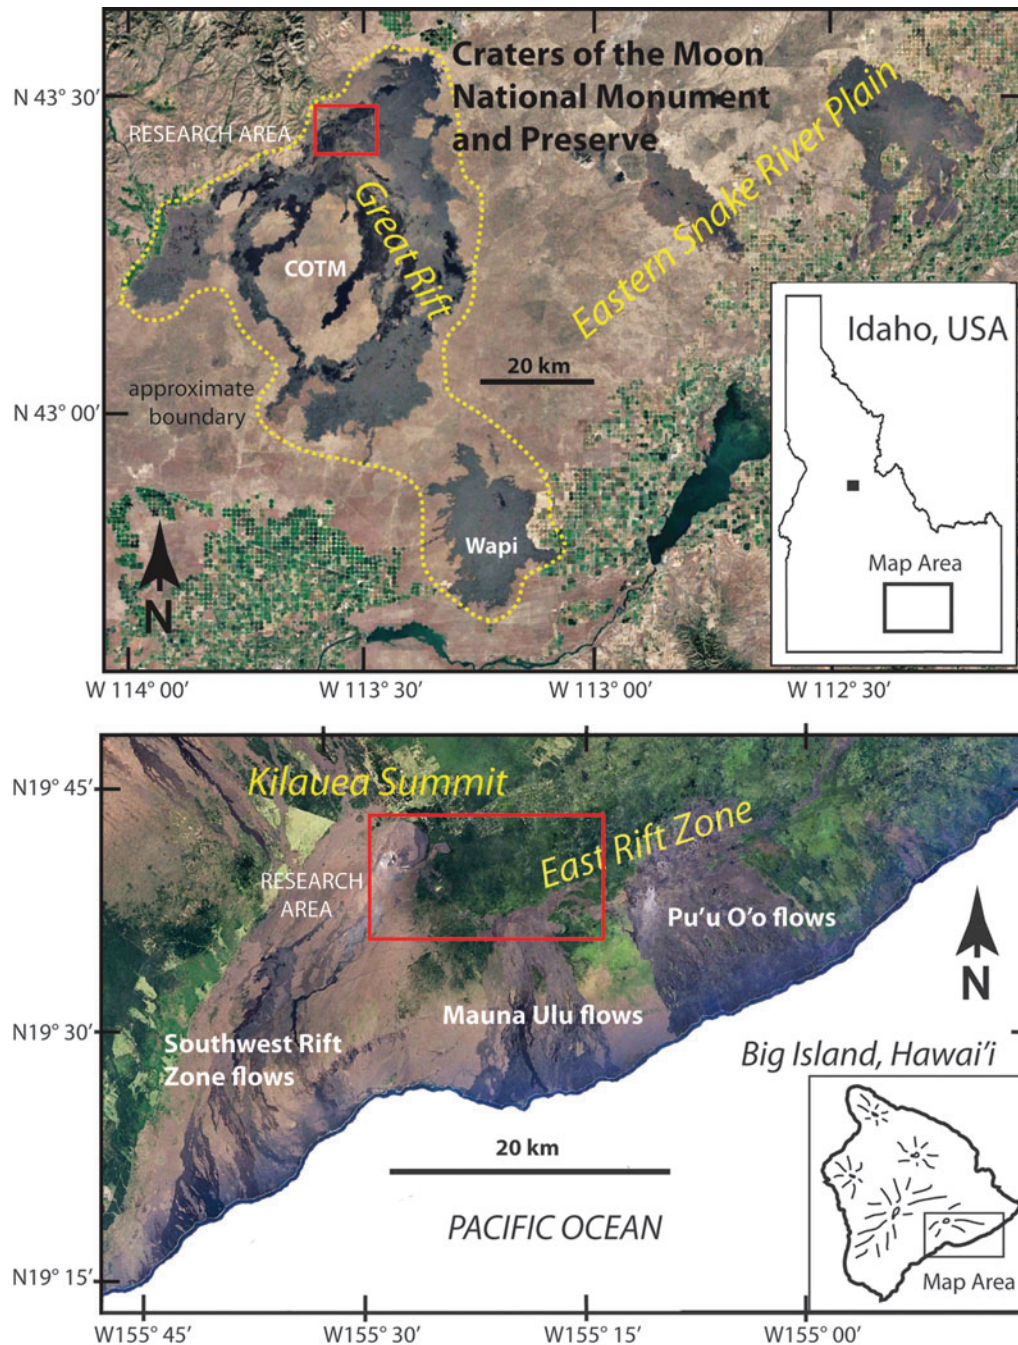 Craters of the Moon
National Monument
and Preserve
N 43° 30′
RESEARCH AREA
Great Rift
Eastern Snake River Plain
COTM
20 km
Idaho, USA
approximate
boundary
N 43° 00′
Wapi
Map Area
N
W 114° 00′
W 113° 30′
W 113° 00′
W 112° 30′
N19° 45′
Kilauea Summit
East Rift Zone
RESEARCH
AREA
Pu'u O'o flows
N
Mauna Ulu flows
N19° 30′
Southwest Rift
Zone flows
Big Island, Hawai'i
20 km
PACIFIC OCEAN
Map Area
N19° 15′
W155° 45′
W155° 30′
W155° 15′
W155° 00′